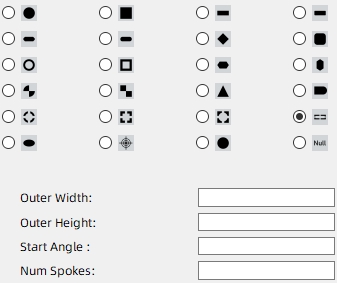 Null
Outer Width:
Outer Height:
Start Angle :
Num Spokes: